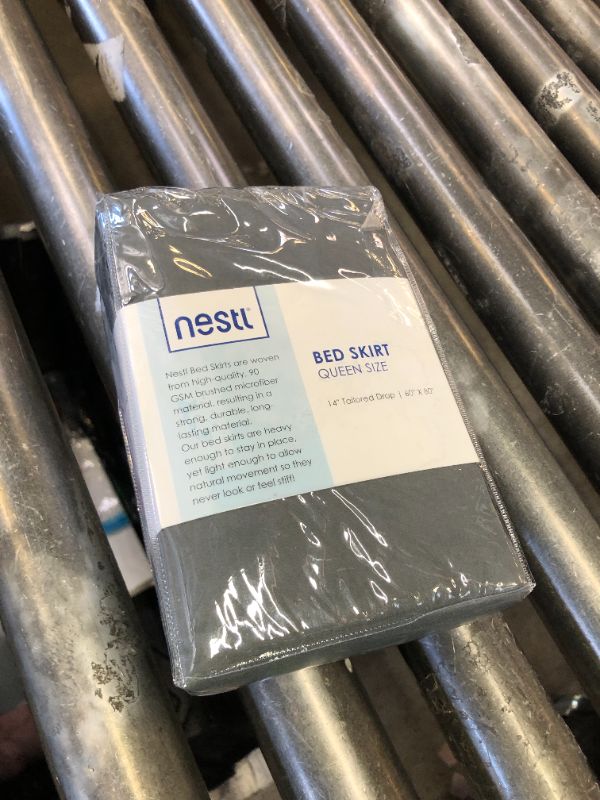 nestl®
Nestl Bed Skirts are woven
from high-quality, 90
GSM brushed microfiber
material, resulting in a
strong, durable, long-
lasting material.
Our bed skirts are heavy
enough to stay in place,
yet light enough to allow
natural movement so they
never look or feel stiff!
BED SKIRT
QUEEN SIZE
14" Tailored Drop | 60" X 80"